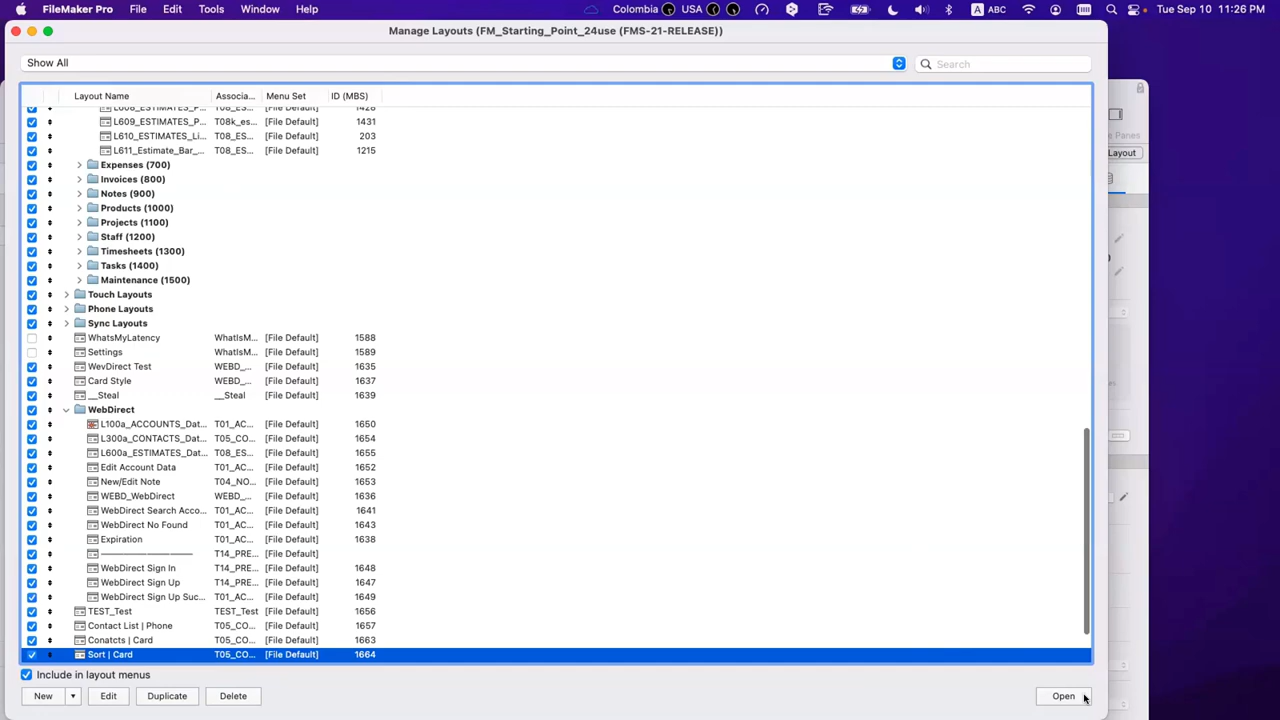 FileMaker Pro File Edit Tools Window Help Colombia USA ABC Tue Sep 10 11:26 PM
Manage Layouts (FM_Starting_Point_24use (FMS-21-RELEASE))
Show All Search
Layout Name Associa... Menu Set ID (MBS)
L608_ESTIMATES_P... T08_ES... [File Default] 1428
L609_ESTIMATES_P... T08k_es... [File Default] 1431
L610_ESTIMATES_Li... T08_ES... [File Default] 203
L611_Estimate_Bar_... T08_ES... [File Default] 1215
Expenses (700)
Invoices (800)
Notes (900)
Products (1000)
Projects (1100)
Staff (1200)
Timesheets (1300)
Tasks (1400)
Maintenance (1500)
Touch Layouts
Phone Layouts
Sync Layouts
WhatsMyLatency WhatIsM... [File Default] 1588
Settings WhatIsM... [File Default] 1589
WevDirect Test WEBD_... [File Default] 1635
Card Style WEBD_... [File Default] 1637
__Steal __Steal [File Default] 1639
WebDirect
L100a_ACCOUNTS_Dat... T01_AC... [File Default] 1650
L300a_CONTACTS_Dat... T05_CO... [File Default] 1654
L600a_ESTIMATES_Dat... T08_ES... [File Default] 1655
Edit Account Data T01_AC... [File Default] 1652
New/Edit Note T04_NO... [File Default] 1653
WEBD_WebDirect WEBD_... [File Default] 1636
WebDirect Search Acco... T01_AC... [File Default] 1641
WebDirect No Found T01_AC... [File Default] 1643
Expiration T01_AC... [File Default] 1638
T14_PRE... [File Default]
WebDirect Sign In T14_PRE... [File Default] 1648
WebDirect Sign Up T14_PRE... [File Default] 1647
WebDirect Sign Up Suc... T01_AC... [File Default] 1649
TEST_Test TEST_Test [File Default] 1656
Contact List | Phone T05_CO... [File Default] 1657
Conatcts | Card T05_CO... [File Default] 1663
Sort | Card T05_CO... [File Default] 1664
Include in layout menus
New Edit Duplicate Delete Open
Panes
Layout